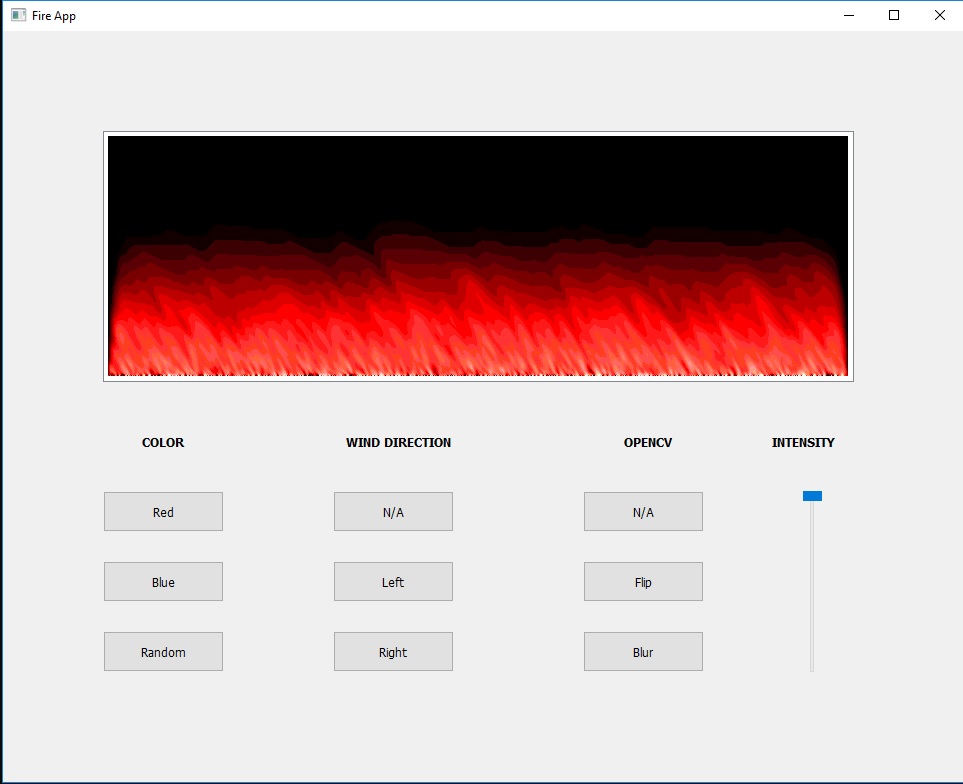 Fire App
COLOR
WIND DIRECTION
OPENCV
INTENSITY
Red
N/A
N/A
Blue
Left
Flip
Random
Right
Blur